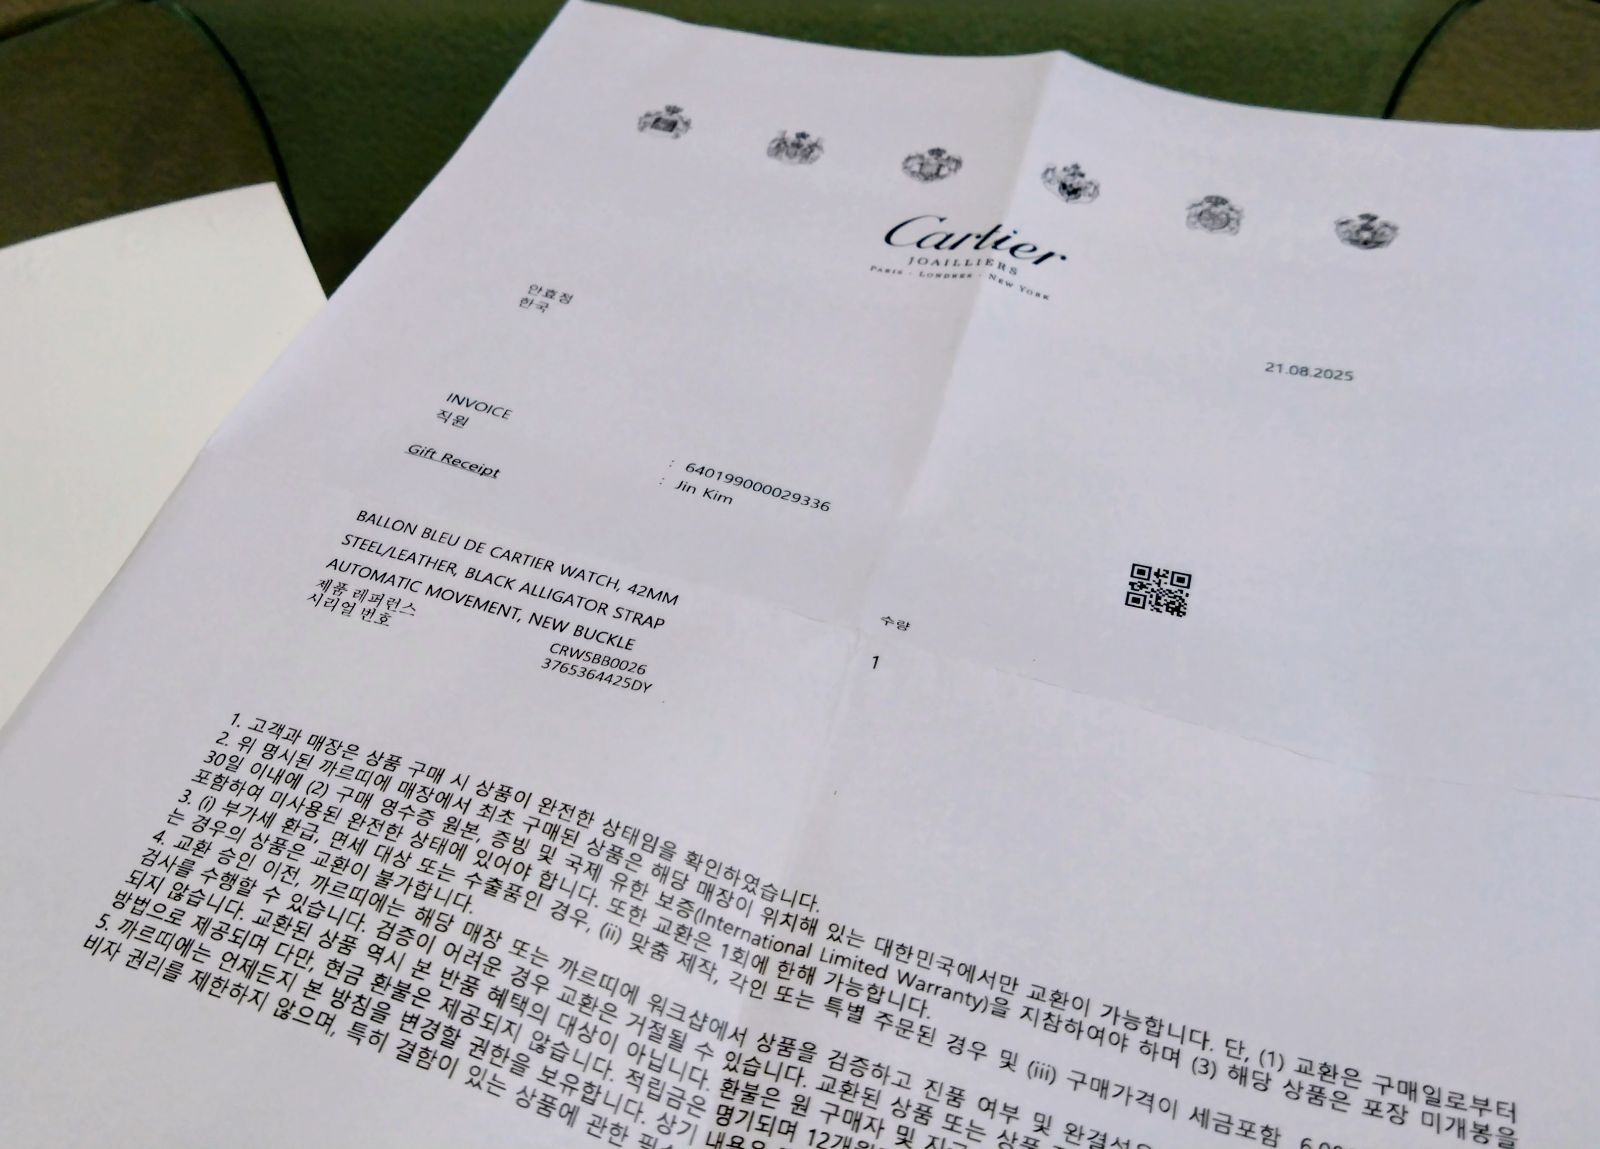 Cartier
JOAILLIERS
PARIS · LONDRES · NEW YORK
안효정
한국
21.08.2025
INVOICE : 640199000029336
직원 : Jin Kim
Gift Receipt
수량
BALLON BLEU DE CARTIER WATCH, 42MM 1
STEEL/LEATHER, BLACK ALLIGATOR STRAP
AUTOMATIC MOVEMENT, NEW BUCKLE
제품 레퍼런스 CRWSBB0026
시리얼 번호 3765364425DY
1. 고객과 매장은 상품 구매 시 상품이 완전한 상태임을 확인하였습니다.
2. 위 명시된 까르띠에 매장에서 최초 구매된 상품은 해당 매장이 위치해 있는 대한민국에서만 교환이 가능합니다. 단, (1) 교환은 구매일로부터
30일 이내에 (2) 구매 영수증 원본, 증빙 및 국제 유한 보증(International Limited Warranty)을 지참하여야 하며 (3) 해당 상품은 포장 미개봉을
포함하여 미사용된 완전한 상태에 있어야 합니다. 또한 교환은 1회에 한해 가능합니다.
3. (i) 부가세 환급, 면세 대상 또는 수출품인 경우, (ii) 맞춤 제작, 각인 또는 특별 주문된 경우 및 (iii) 구매가격이 세금포함
는 경우의 상품은 교환이 불가합니다.
4. 교환 승인 이전, 까르띠에는 해당 매장 또는 까르띠에 워크샵에서 상품을 검증하고 진품 여부 및
검사를 수행할 수 있습니다. 검증이 어려운 경우 교환은 거절될 수 있습니다. 교환된 상품 또는 상품
되지 않습니다. 교환된 상품 역시 본 반품 혜택의 대상이 아닙니다. 환불은 원 구매자 및
방법으로 제공되며 다만, 현금 환불은 제공되지 않습니다. 적립금은 명기되며 12개월
5. 까르띠에는 언제든지 본 방침을 변경할 권한을 보유합니다. 상기 내용은
비자 권리를 제한하지 않으며, 특히 결함이 있는 상품에 관한